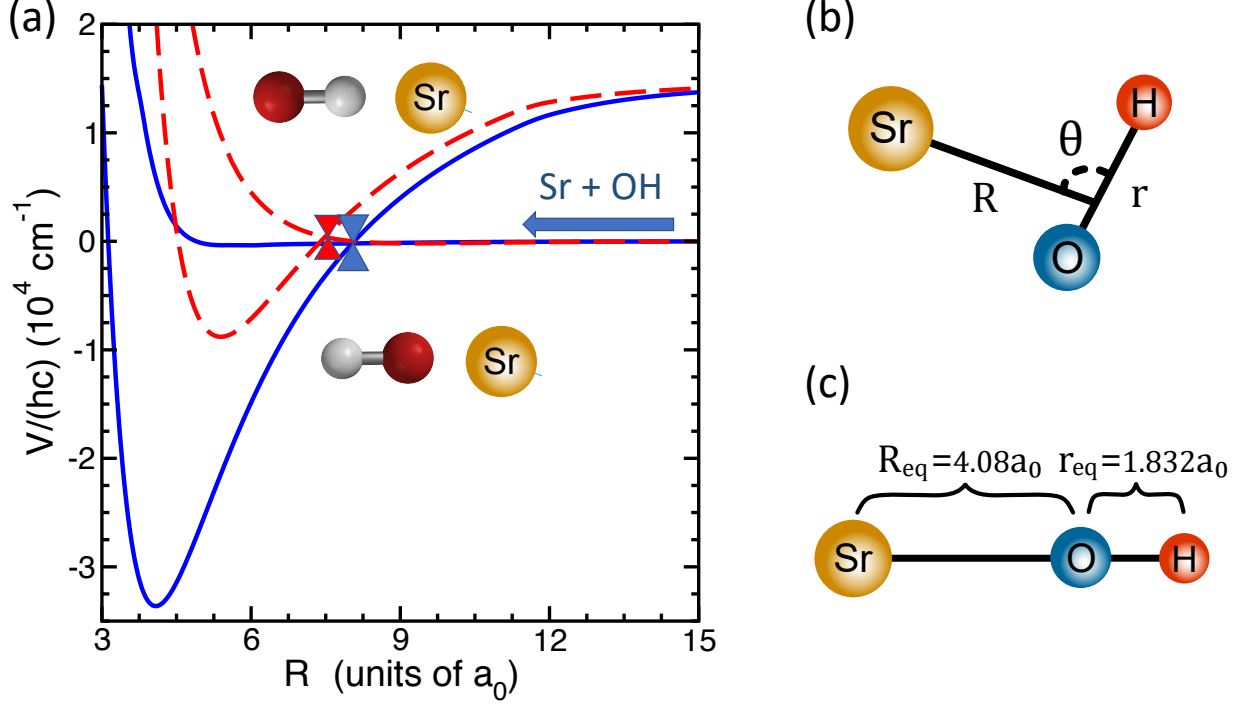 (a)
V/(hc) (10⁴ cm⁻¹)
2
1
0
-1
-2
-3
3
6
9
12
15
R (units of a₀)
Sr
Sr + OH
Sr
(b)
Sr
H
θ
R
r
O
(c)
R_eq=4.08a₀ r_eq=1.832a₀
Sr O H